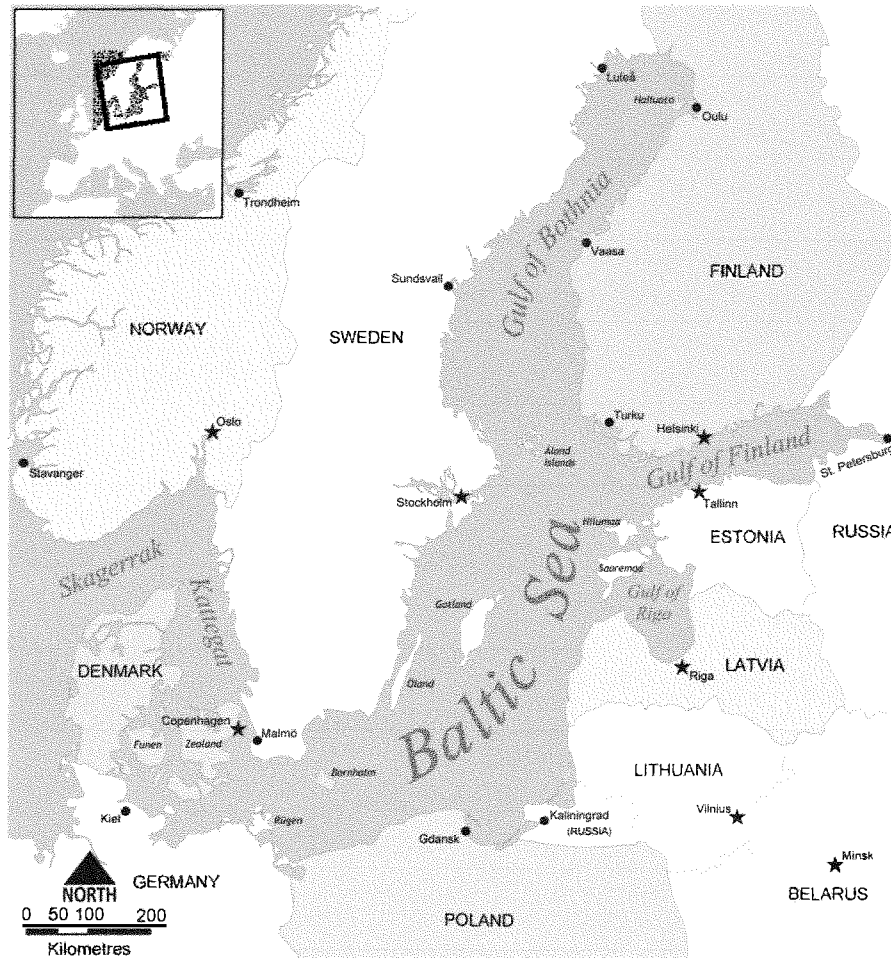 Luleå
Hailuoto
Oulu
Trondheim
Gulf of Bothnia
Vaasa
Sundsvall
FINLAND
NORWAY
SWEDEN
Oslo
Turku
Helsinki
Gulf of Finland
Stavanger
Åland
Islands
St. Petersburg
Stockholm
Tallinn
Hiiumaa
ESTONIA
RUSSIA
Skagerrak
Kattegat
Baltic Sea
Saaremaa
Gulf of
Riga
Gotland
DENMARK
Riga
LATVIA
Öland
Copenhagen
Malmö
Funen
Zealand
Bornholm
LITHUANIA
Kiel
Rügen
Gdansk
Kaliningrad
(RUSSIA)
Vilnius
Minsk
NORTH
GERMANY
BELARUS
0 50 100 200
Kilometres
POLAND